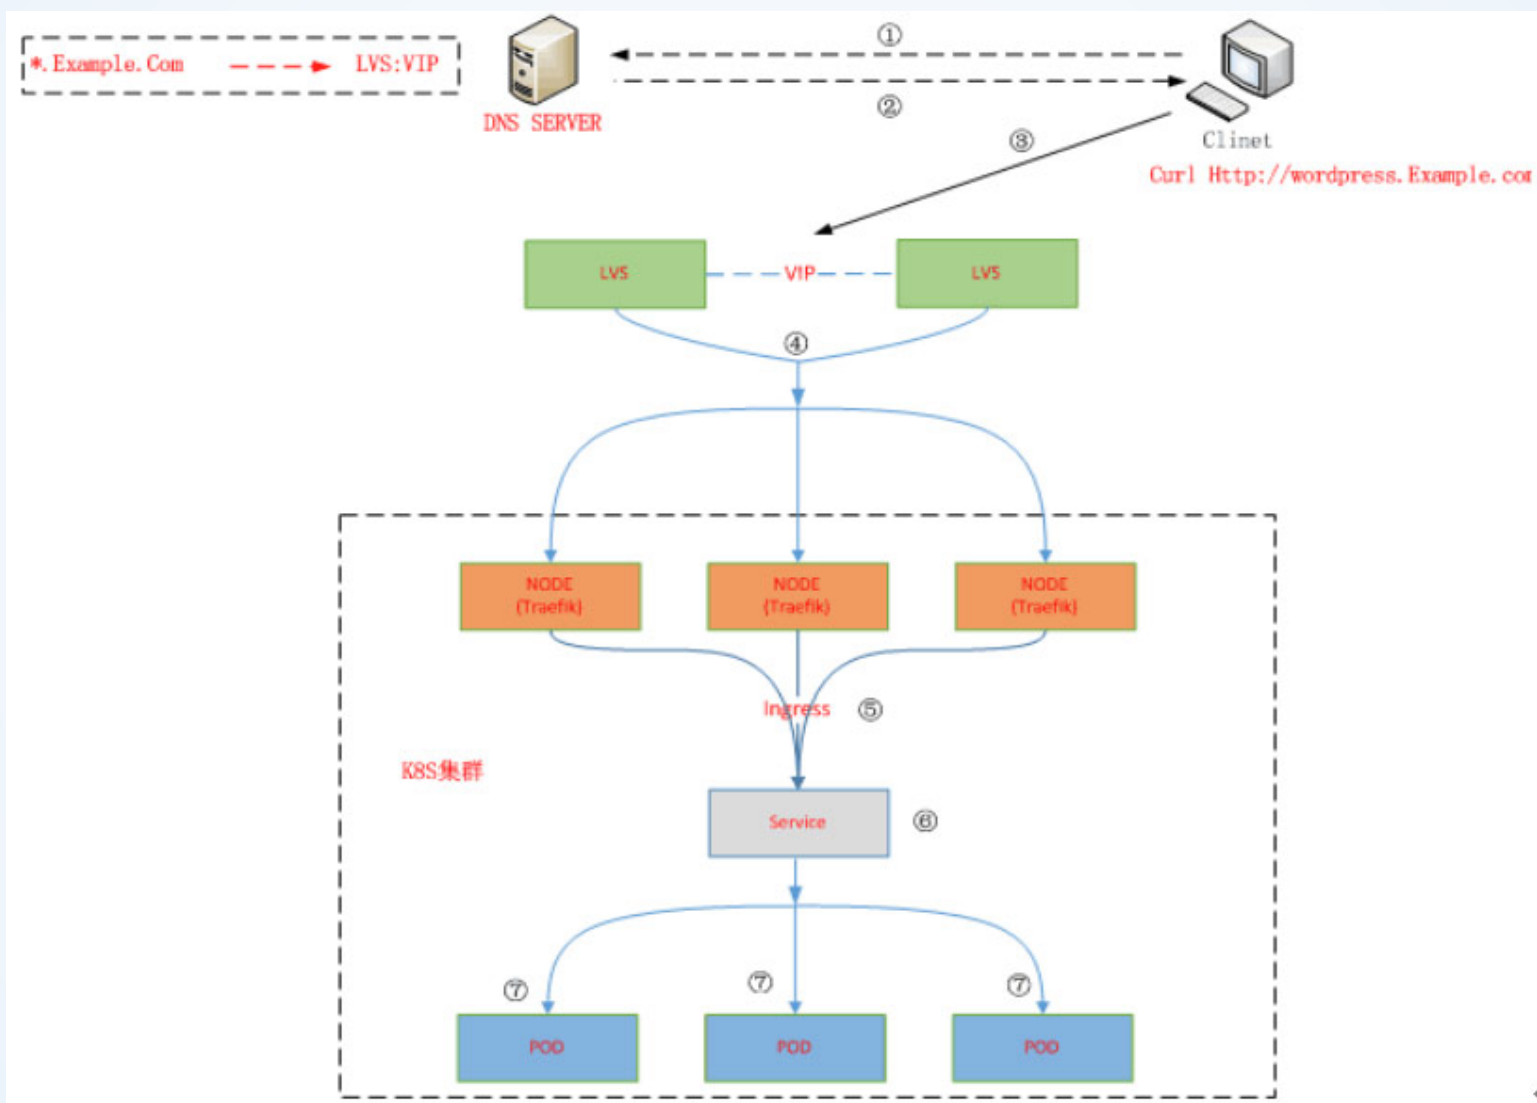 ①
*.Example.Com LVS:VIP
②
DNS SERVER
③
Clinet
Curl Http://wordpress.Example.com
LVS VIP LVS
④
NODE
(Traefik)
NODE
(Traefik)
NODE
(Traefik)
Ingress ⑤
K8S集群
Service ⑥
⑦ ⑦ ⑦
POD POD POD